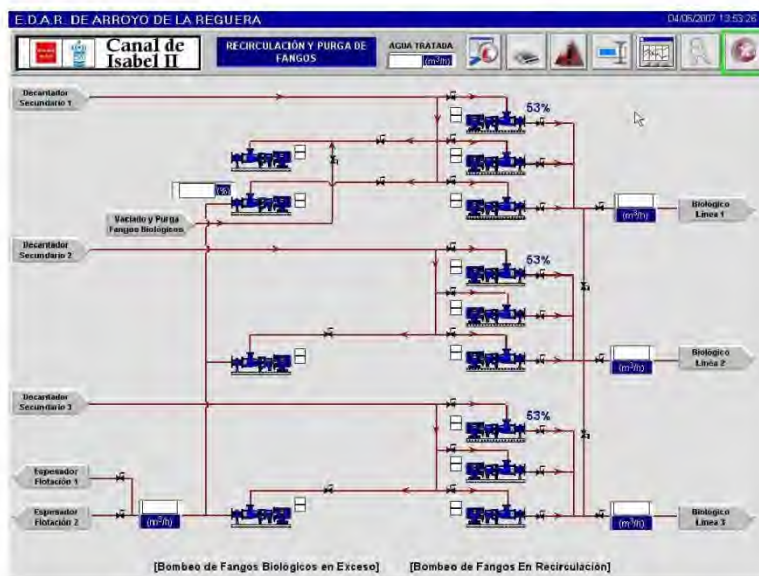 E.D.A.R. DE ARROYO DE LA REGUERA
04/06/2007 13:53:26
Canal de
Isabel II
RECIRCULACIÓN Y PURGA DE
FANGOS
AGUA TRATADA
(m³/h)
Decantador
Secundario 1
53%
(%)
Vaciado y Purga
Fangos Biológicos
(m³/h)
Biológico
Línea 1
Decantador
Secundario 2
53%
(m³/h)
Biológico
Línea 2
Decantador
Secundario 3
53%
Espesador
Flotación 1
Espesador
Flotación 2
(m³/h)
(m³/h)
Biológico
Línea 3
[Bombeo de Fangos Biológicos en Exceso]
[Bombeo de Fangos En Recirculación]